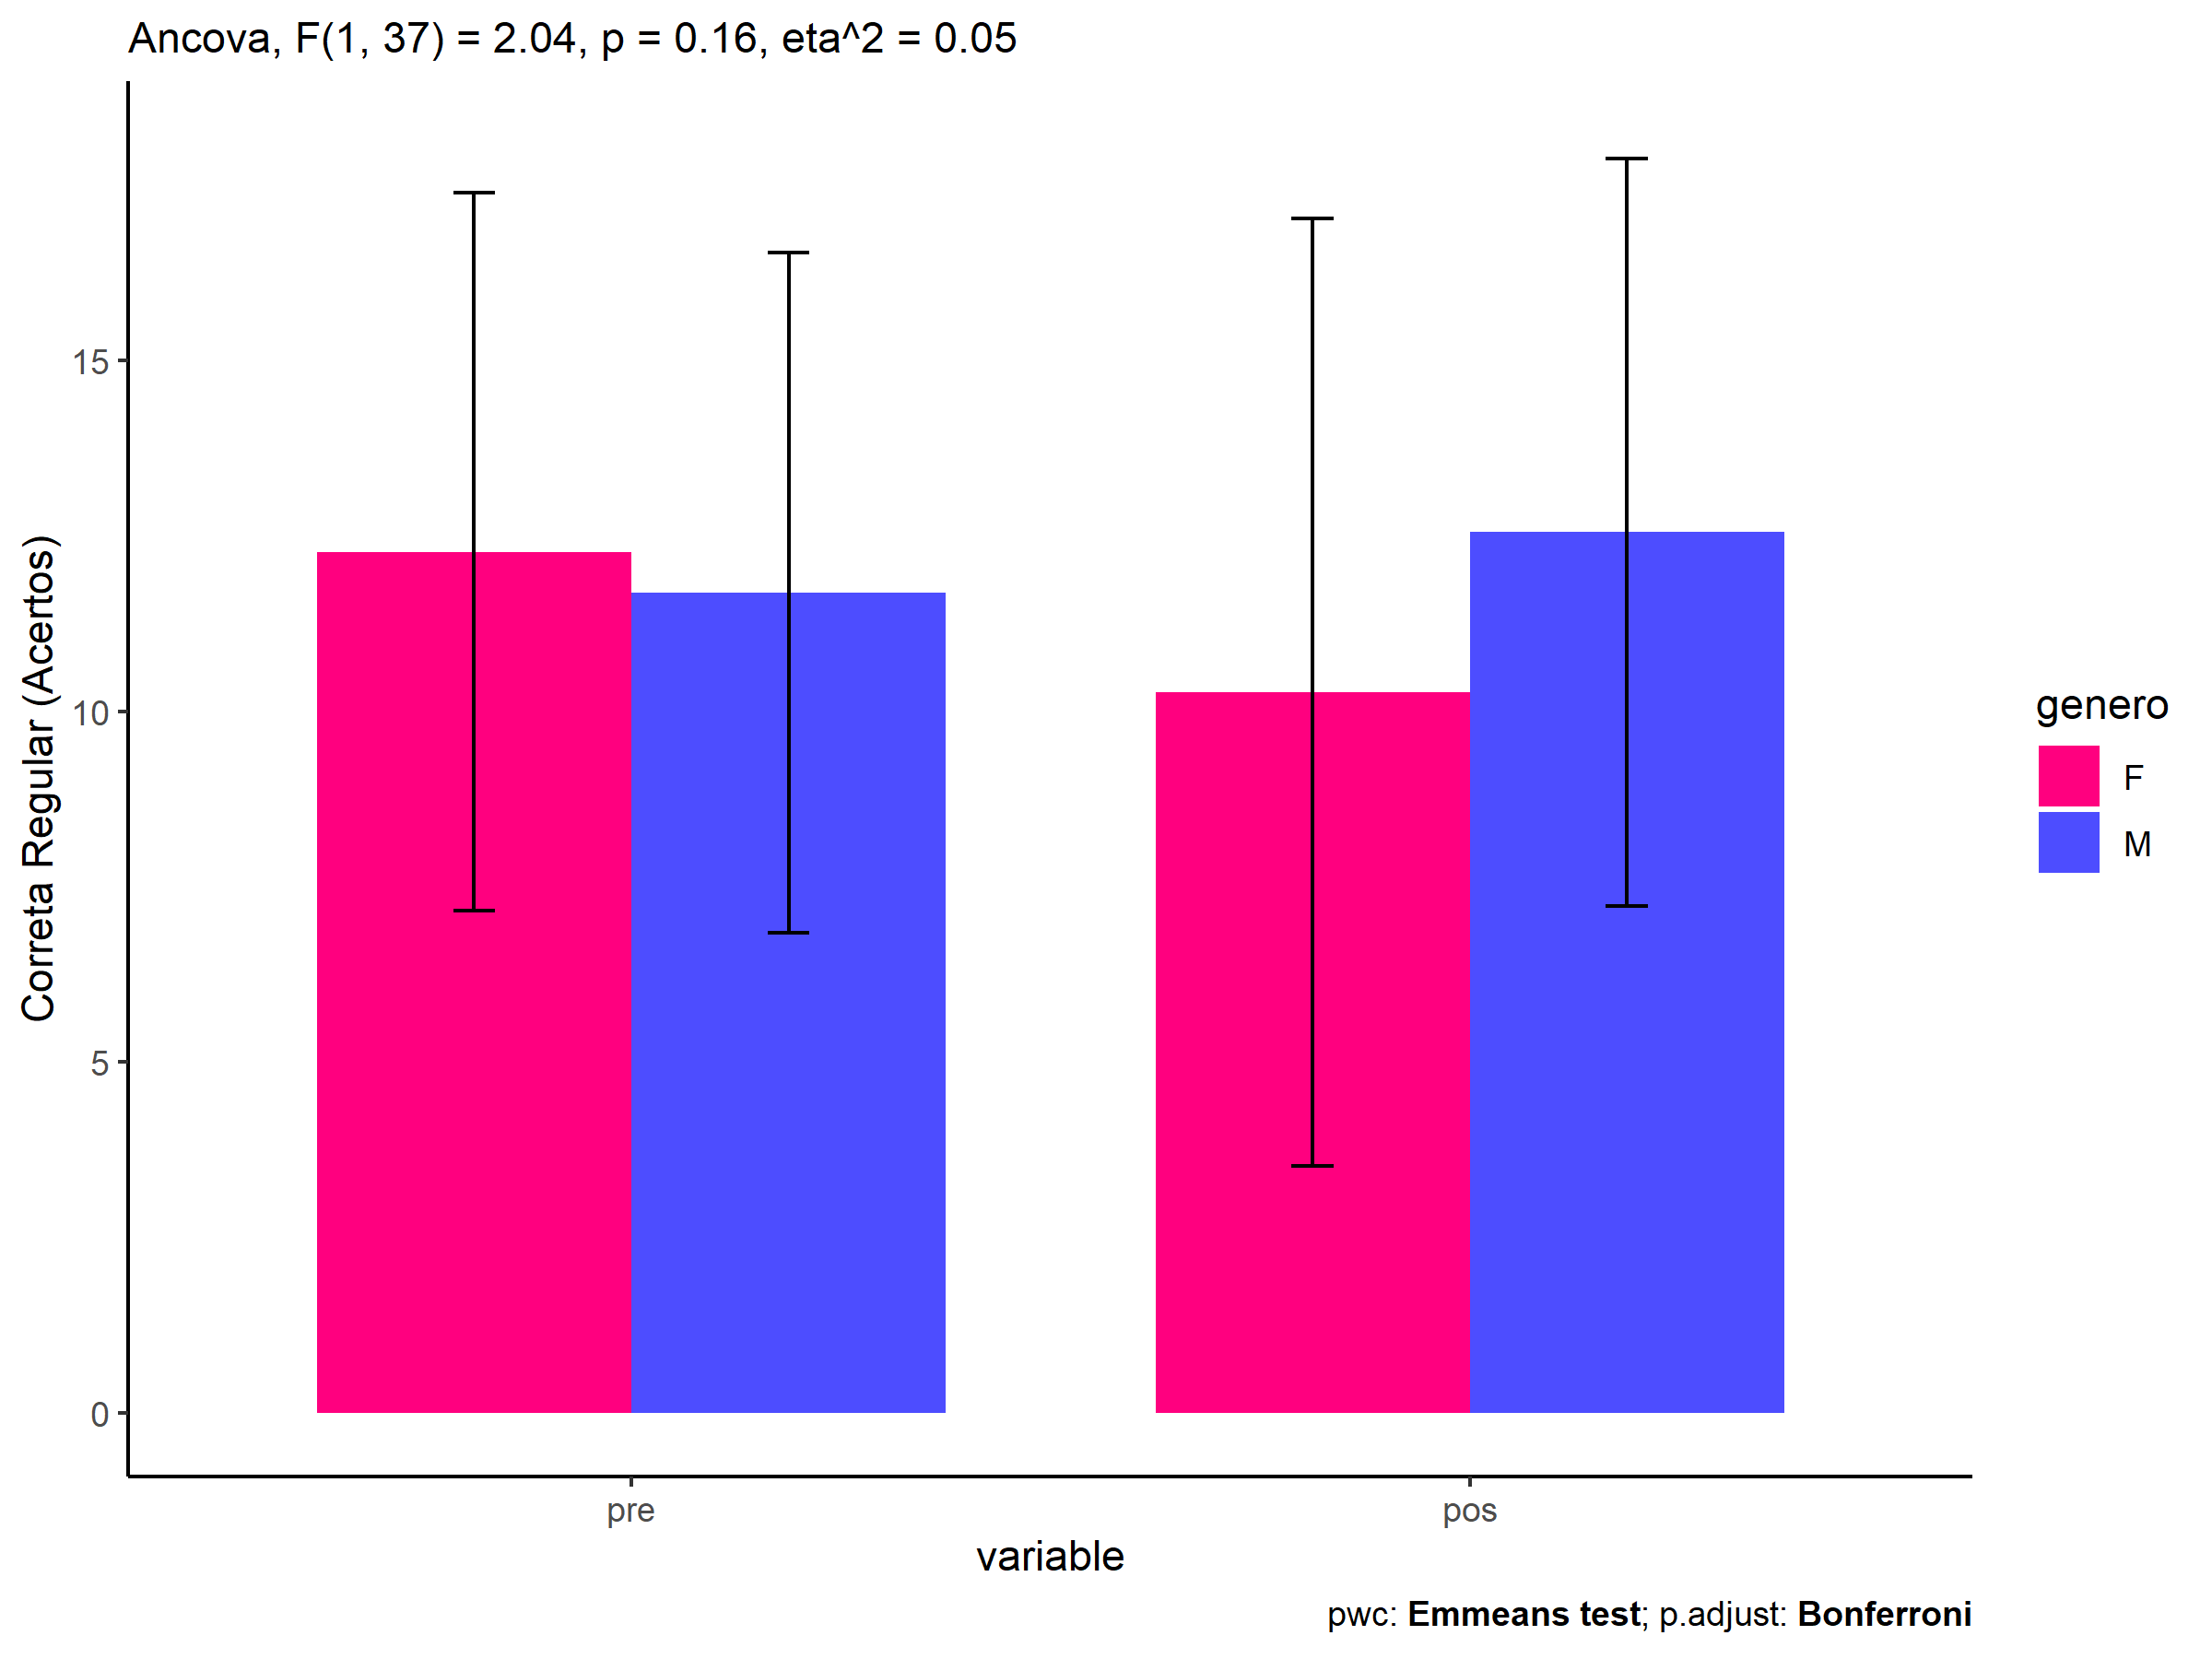 Ancova, F(1, 37) = 2.04, p = 0.16, eta^2 = 0.05
Correta Regular (Acertos)
15
10
5
0
pre
pos
variable
genero
F
M
pwc: Emmeans test; p.adjust: Bonferroni